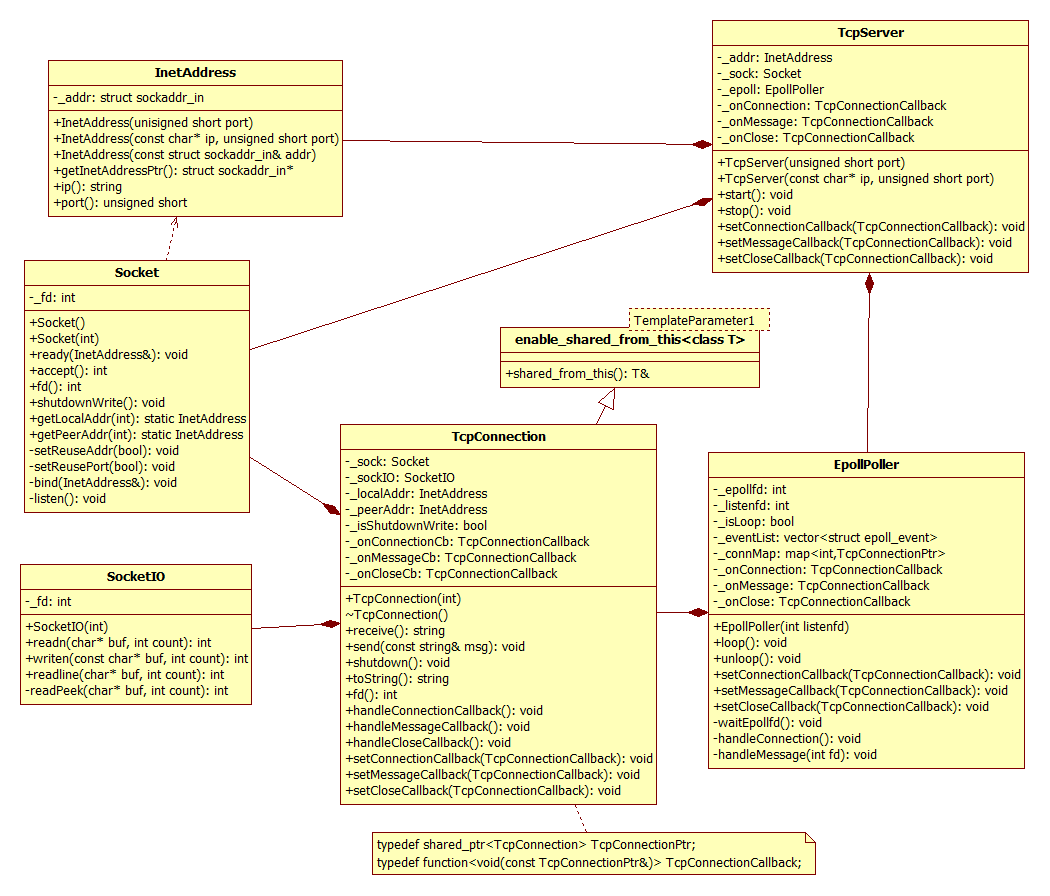 TcpServer
-_addr: InetAddress
-_sock: Socket
-_epoll: EpollPoller
-_onConnection: TcpConnectionCallback
-_onMessage: TcpConnectionCallback
-_onClose: TcpConnectionCallback
+TcpServer(unsigned short port)
+TcpServer(const char* ip, unsigned short port)
+start(): void
+stop(): void
+setConnectionCallback(TcpConnectionCallback): void
+setMessageCallback(TcpConnectionCallback): void
+setCloseCallback(TcpConnectionCallback): void
InetAddress
-_addr: struct sockaddr_in
+InetAddress(unisigned short port)
+InetAddress(const char* ip, unsigned short port)
+InetAddress(const struct sockaddr_in& addr)
+getInetAddressPtr(): struct sockaddr_in*
+ip(): string
+port(): unsigned short
Socket
-_fd: int
+Socket()
+Socket(int)
+ready(InetAddress&): void
+accept(): int
+fd(): int
+shutdownWrite(): void
+getLocalAddr(int): static InetAddress
+getPeerAddr(int): static InetAddress
-setReuseAddr(bool): void
-setReusePort(bool): void
-bind(InetAddress&): void
-listen(): void
TemplateParameter1
enable_shared_from_this<class T>
+shared_from_this(): T&
TcpConnection
-_sock: Socket
-_sockIO: SocketIO
-_localAddr: InetAddress
-_peerAddr: InetAddress
-_isShutdownWrite: bool
-_onConnectionCb: TcpConnectionCallback
-_onMessageCb: TcpConnectionCallback
-_onCloseCb: TcpConnectionCallback
+TcpConnection(int)
~TcpConnection()
+receive(): string
+send(const string& msg): void
+shutdown(): void
+toString(): string
+fd(): int
+handleConnectionCallback(): void
+handleMessageCallback(): void
+handleCloseCallback(): void
+setConnectionCallback(TcpConnectionCallback): void
+setMessageCallback(TcpConnectionCallback): void
+setCloseCallback(TcpConnectionCallback): void
EpollPoller
-_epollfd: int
-_listenfd: int
-_isLoop: bool
-_eventList: vector<struct epoll_event>
-_connMap: map<int,TcpConnectionPtr>
-_onConnection: TcpConnectionCallback
-_onMessage: TcpConnectionCallback
-_onClose: TcpConnectionCallback
+EpollPoller(int listenfd)
+loop(): void
+unloop(): void
+setConnectionCallback(TcpConnectionCallback): void
+setMessageCallback(TcpConnectionCallback): void
+setCloseCallback(TcpConnectionCallback): void
-waitEpollfd(): void
-handleConnection(): void
-handleMessage(int fd): void
SocketIO
-_fd: int
+SocketIO(int)
+readn(char* buf, int count): int
+writen(const char* buf, int count): int
+readline(char* buf, int count): int
-readPeek(char* buf, int count): int
typedef shared_ptr<TcpConnection> TcpConnectionPtr;
typedef function<void(const TcpConnectionPtr&)> TcpConnectionCallback;